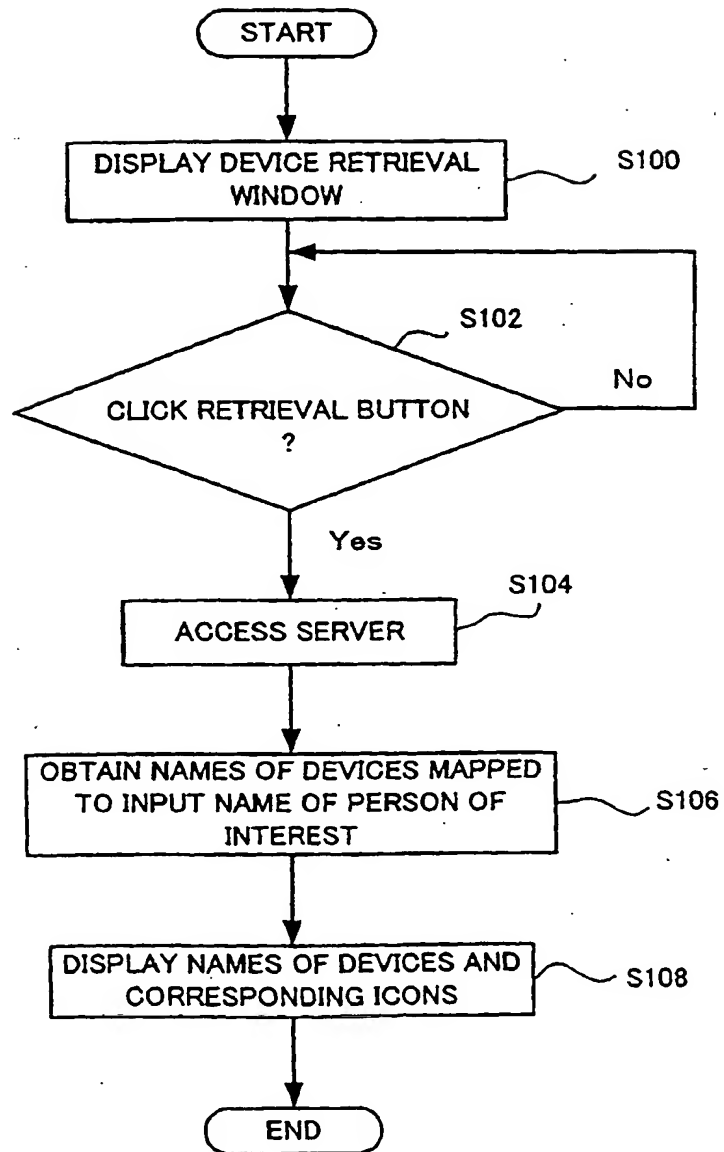 START
DISPLAY DEVICE RETRIEVAL
WINDOW
S100
S102
CLICK RETRIEVAL BUTTON
?
No
Yes
S104
ACCESS SERVER
OBTAIN NAMES OF DEVICES MAPPED
TO INPUT NAME OF PERSON OF
INTEREST
S106
DISPLAY NAMES OF DEVICES AND
CORRESPONDING ICONS
S108
END